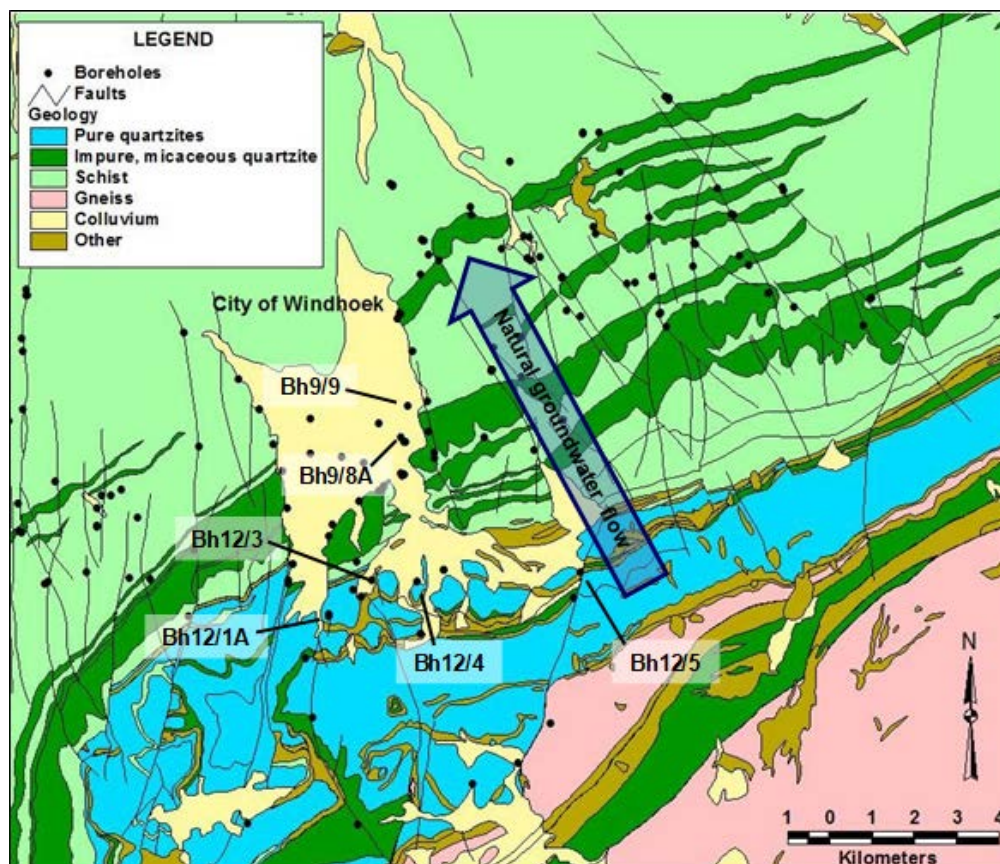 LEGEND
Boreholes
Faults
Geology
Pure quartzites
Impure, micaceous quartzite
Schist
Gneiss
Colluvium
Other
City of Windhoek
Natural groundwater flow
Bh9/9
Bh9/8A
Bh12/3
Bh12/1A
Bh12/4
Bh12/5
N
1 0 1 2 3 4
Kilometers